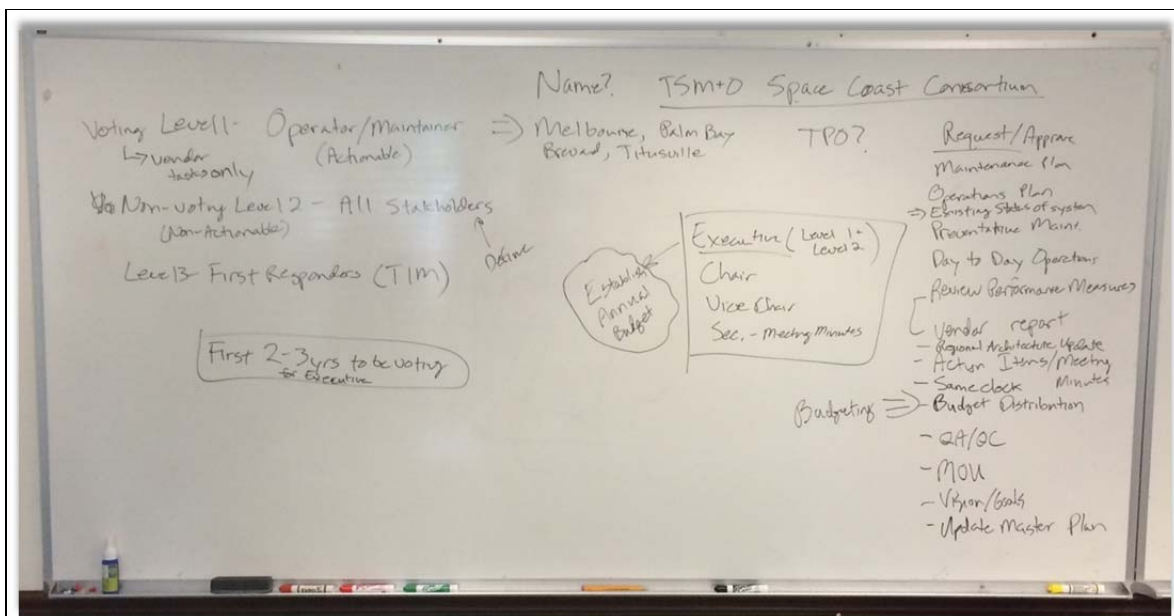 Name? TSM+O Space Coast Consortium
Voting Level 1- Operator/Maintainer => Melbourne, Palm Bay
(Actionable) Brevard, Titusville
TPO?
↳ vendor
tasks only
Non-voting Level 2 - All Stakeholders
(Non-Actionable)
Define
Level 3- First Responders (TIM)
First 2-3 yrs to be voting
for Executive
Establish
Annual
Budget
Executive (Level 1+
Level 2)
Chair
Vice Chair
Sec. - Meeting Minutes
Request/Approve
Maintenance Plan
Operations Plan
=> Existing Status of system
Preventative Maint.
Day to Day Operations
Review Performance Measures
Vendor report
- Regional Architecture Update
- Action Items/Meeting
Minutes
- Same clock
Budgeting => - Budget Distribution
- QA/QC
- MOU
- Vision/Goals
- Update Master Plan